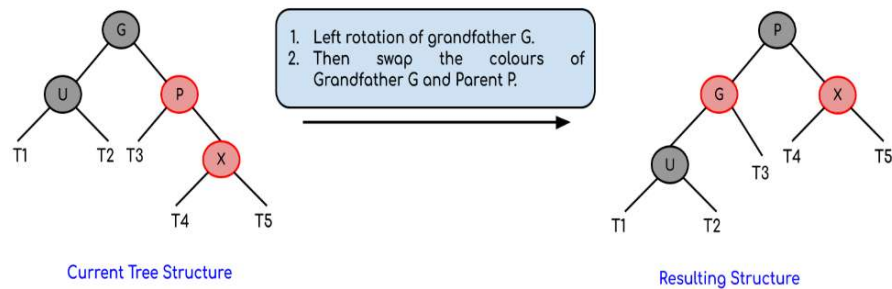 G
P
1. Left rotation of grandfather G.
2. Then swap the colours of
Grandfather G and Parent P.
U
P
G
X
T1
T2
T3
X
T4
T5
U
T3
T4
T5
T1
T2
Current Tree Structure
Resulting Structure